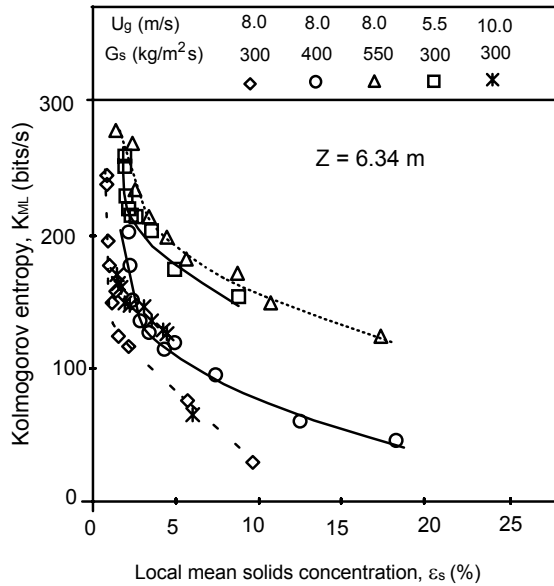 Ug (m/s) 8.0 8.0 8.0 5.5 10.0
Gs (kg/m²s) 300 400 550 300 300
300
Z = 6.34 m
200
100
0
0 5 10 15 20 25
Kolmogorov entropy, KML (bits/s)
Local mean solids concentration, εs (%)